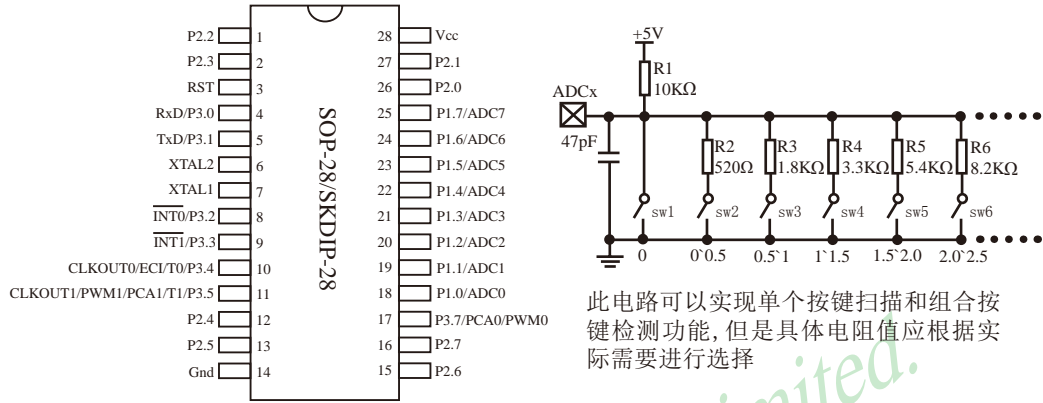 P2.2 1
P2.3 2
RST 3
RxD/P3.0 4
TxD/P3.1 5
XTAL2 6
XTAL1 7
INT0/P3.2 8
INT1/P3.3 9
CLKOUT0/ECI/T0/P3.4 10
CLKOUT1/PWM1/PCA1/T1/P3.5 11
P2.4 12
P2.5 13
Gnd 14
SOP-28/SKDIP-28
28 Vcc
27 P2.1
26 P2.0
25 P1.7/ADC7
24 P1.6/ADC6
23 P1.5/ADC5
22 P1.4/ADC4
21 P1.3/ADC3
20 P1.2/ADC2
19 P1.1/ADC1
18 P1.0/ADC0
17 P3.7/PCA0/PWM0
16 P2.7
15 P2.6
+5V
R1
10KΩ
ADCx
47pF
R2 R3 R4 R5 R6
520Ω 1.8KΩ 3.3KΩ 5.4KΩ 8.2KΩ
sw1 sw2 sw3 sw4 sw5 sw6
0 0`0.5 0.5`1 1`1.5 1.5`2.0 2.0`2.5
此电路可以实现单个按键扫描和组合按
键检测功能,但是具体电阻值应根据实
际需要进行选择